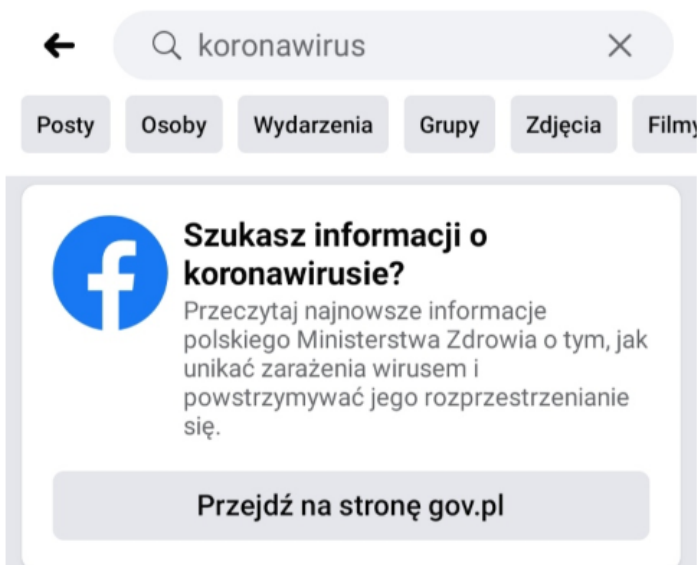 koronawirus
Posty Osoby Wydarzenia Grupy Zdjęcia Filmy
Szukasz informacji o
koronawirusie?
Przeczytaj najnowsze informacje
polskiego Ministerstwa Zdrowia o tym, jak
unikać zarażenia wirusem i
powstrzymywać jego rozprzestrzenianie
się.
Przejdź na stronę gov.pl